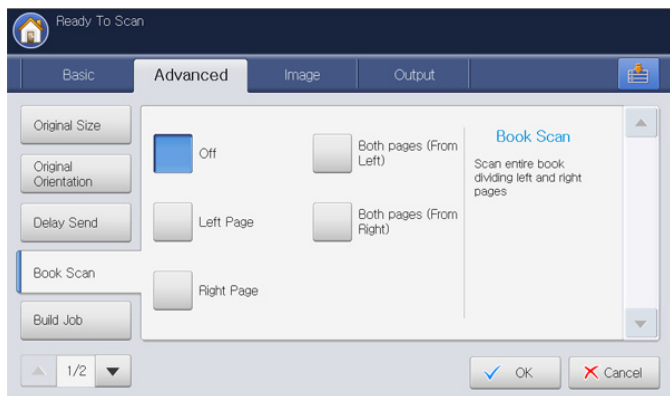 Ready To Scan
Basic
Advanced
Image
Output
Original Size
Original
Orientation
Delay Send
Book Scan
Build Job
1/2
Off
Left Page
Right Page
Both pages (From
Left)
Both pages (From
Right)
Book Scan
Scan entire book
dividing left and right
pages
OK
Cancel